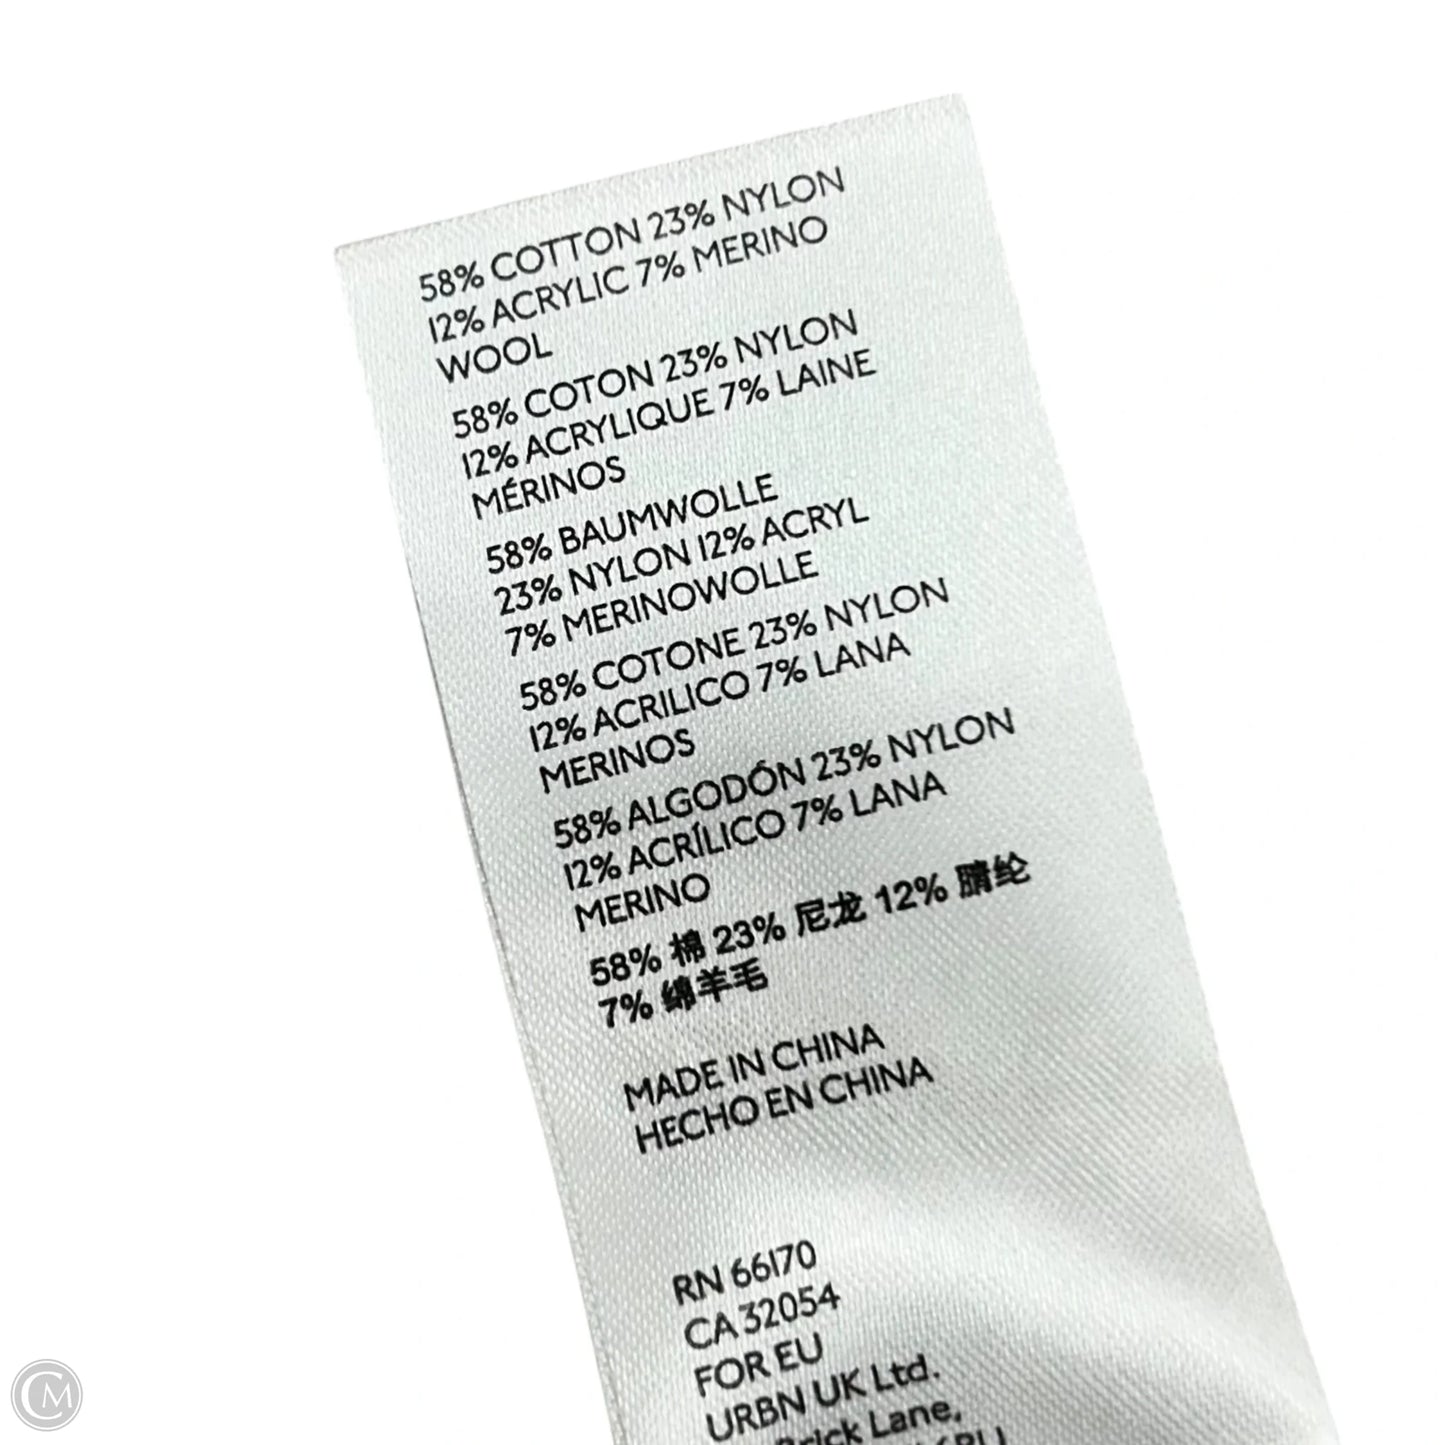 58% COTTON 23% NYLON
12% ACRYLIC 7% MERINO
WOOL
58% COTON 23% NYLON
12% ACRYLIQUE 7% LAINE
MÉRINOS
58% BAUMWOLLE
23% NYLON 12% ACRYL
7% MERINOWOLLE
58% COTONE 23% NYLON
12% ACRILICO 7% LANA
MERINOS
58% ALGODÓN 23% NYLON
12% ACRÍLICO 7% LANA
MERINO
58% 棉 23% 尼龙 12% 腈纶
7% 绵羊毛
MADE IN CHINA
HECHO EN CHINA
RN 66170
CA 32054
FOR EU
URBN UK Ltd.
Brick Lane,
CM